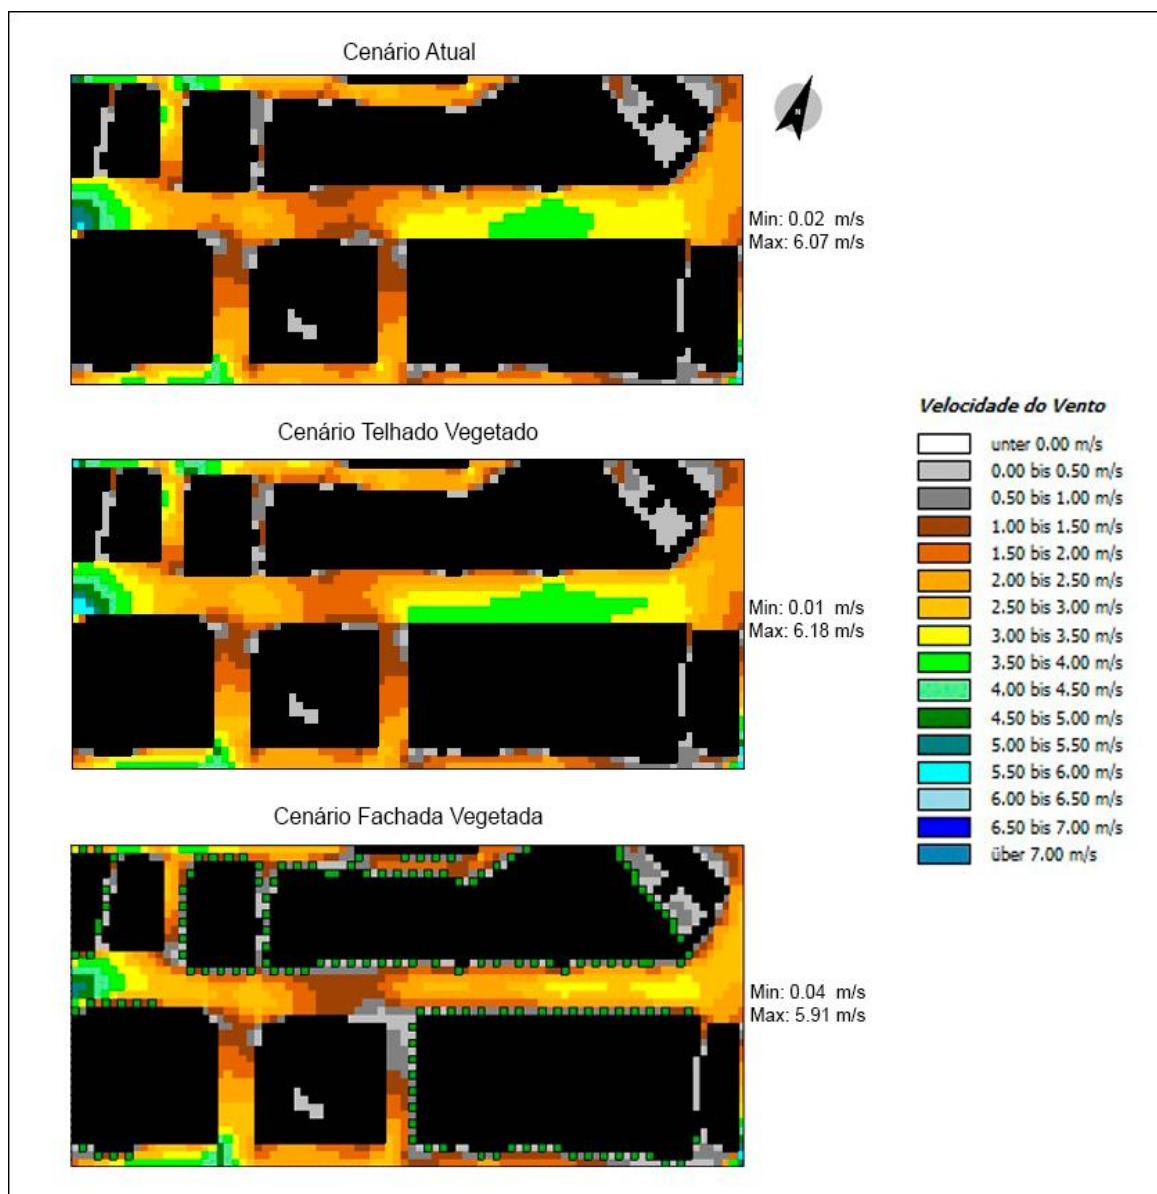 Cenário Atual
N
Min: 0.02 m/s
Max: 6.07 m/s
Cenário Telhado Vegetado
Min: 0.01 m/s
Max: 6.18 m/s
Cenário Fachada Vegetada
Min: 0.04 m/s
Max: 5.91 m/s
Velocidade do Vento
unter 0.00 m/s
0.00 bis 0.50 m/s
0.50 bis 1.00 m/s
1.00 bis 1.50 m/s
1.50 bis 2.00 m/s
2.00 bis 2.50 m/s
2.50 bis 3.00 m/s
3.00 bis 3.50 m/s
3.50 bis 4.00 m/s
4.00 bis 4.50 m/s
4.50 bis 5.00 m/s
5.00 bis 5.50 m/s
5.50 bis 6.00 m/s
6.00 bis 6.50 m/s
6.50 bis 7.00 m/s
über 7.00 m/s